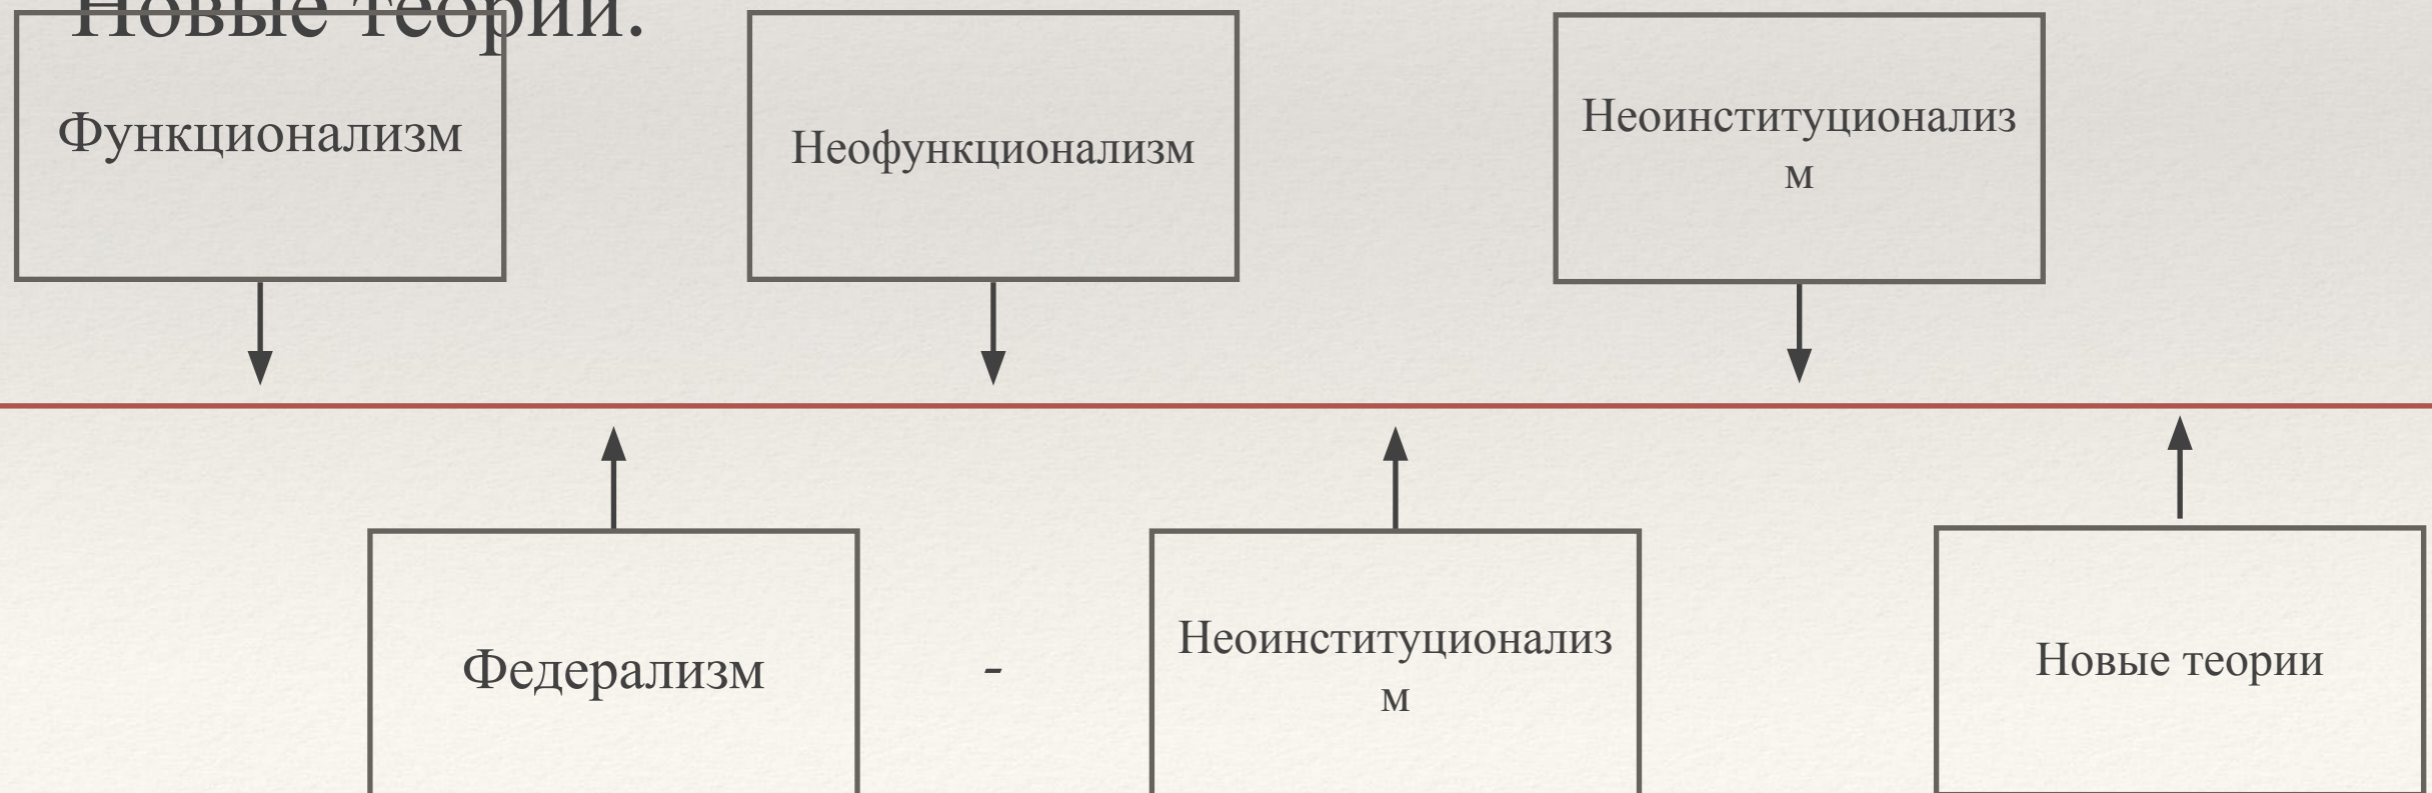 Новые теории.
Функционализм
Неофункционализм
Неоинституционализ
м
Федерализм
-
Неоинституционализ
м
Новые теории